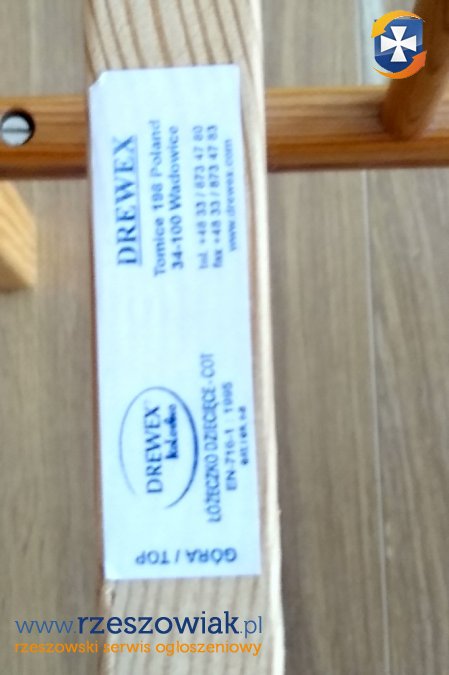 DREWEX
Tomice 198 Poland
34-100 Wadowice
tel. +48 33 / 873 47 80
fax +48 33 / 873 47 83
www.drewex.com
DREWEX
ŁÓŻECZKO DZIECIĘCE - COT
EN-716-1 1995
GÓRA / TOP
www.rzeszowiak.pl
rzeszowski serwis ogłoszeniowy